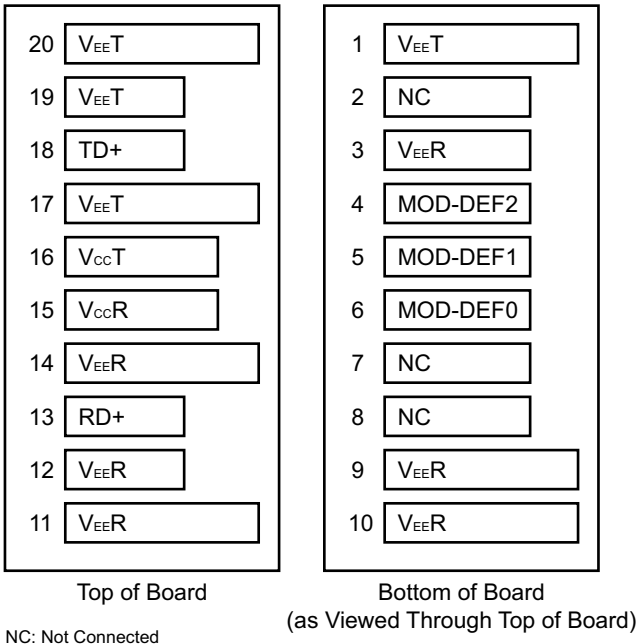 20 VEET
19 VEET
18 TD+
17 VEET
16 VCCT
15 VCCR
14 VEER
13 RD+
12 VEER
11 VEER
Top of Board
1 VEET
2 NC
3 VEER
4 MOD-DEF2
5 MOD-DEF1
6 MOD-DEF0
7 NC
8 NC
9 VEER
10 VEER
Bottom of Board
(as Viewed Through Top of Board)
NC: Not Connected